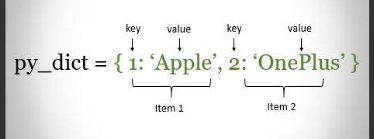 key value key value
py_dict = { 1: ‘Apple’, 2: ‘OnePlus’ }
Item 1 Item 2